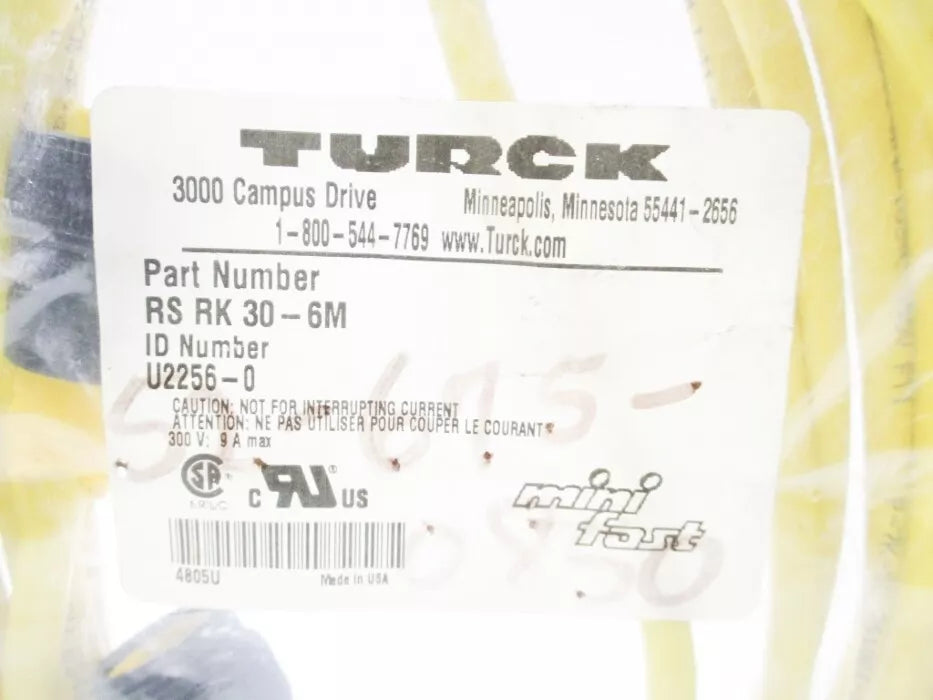 TURCK
3000 Campus Drive Minneapolis, Minnesota 55441-2656
1-800-544-7769 www.Turck.com
Part Number
RS RK 30-6M
ID Number
U2256-0
CAUTION: NOT FOR INTERRUPTING CURRENT
ATTENTION: NE PAS UTILISER POUR COUPER LE COURANT
300 V: 9 A max
C US
mini
fast
4805U Made in USA